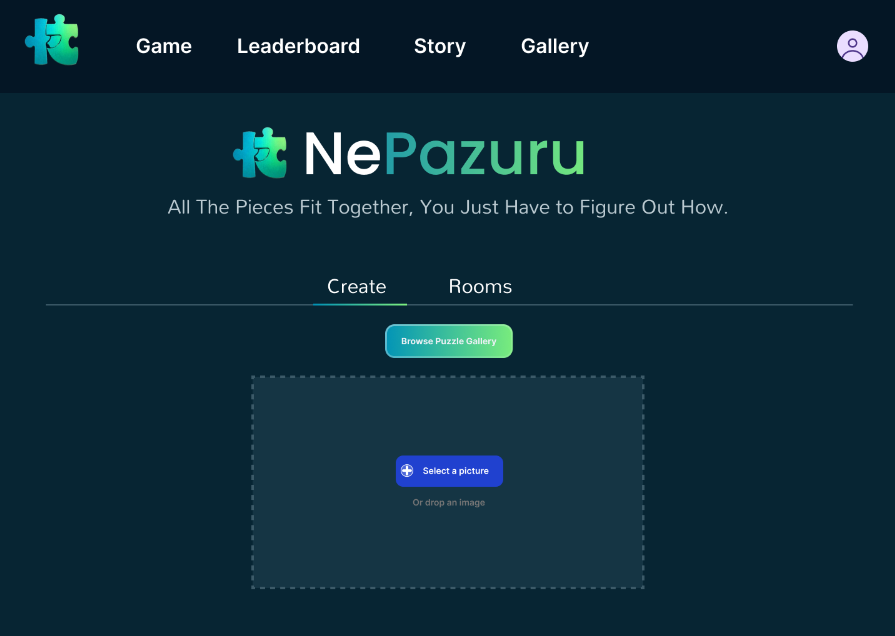 Game Leaderboard Story Gallery
NePazuru
All The Pieces Fit Together, You Just Have to Figure Out How.
Create Rooms
Browse Puzzle Gallery
Select a picture
Or drop an image